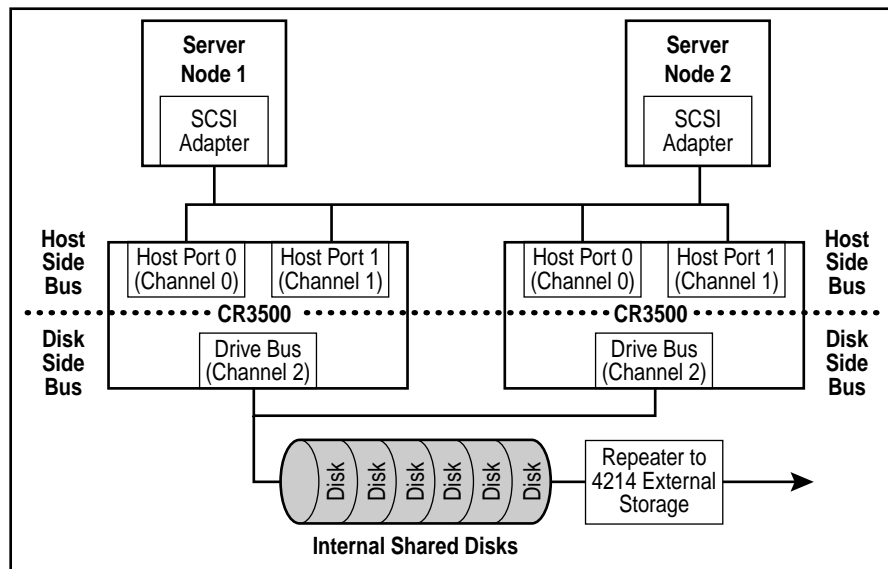 Server
Node 1
SCSI
Adapter
Server
Node 2
SCSI
Adapter
Host
Side
Bus
Host Port 0
(Channel 0)
Host Port 1
(Channel 1)
Host Port 0
(Channel 0)
Host Port 1
(Channel 1)
Host
Side
Bus
CR3500
CR3500
Disk
Side
Bus
Drive Bus
(Channel 2)
Drive Bus
(Channel 2)
Disk
Side
Bus
Disk
Disk
Disk
Disk
Disk
Disk
Repeater to
4214 External
Storage
Internal Shared Disks